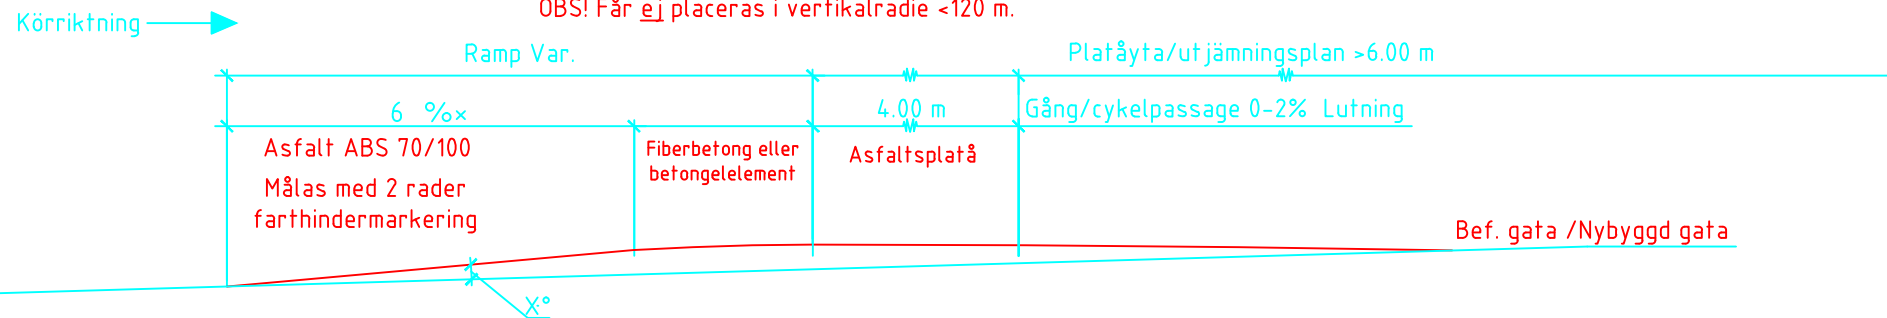 OBS! Får ej placeras i vertikalradie <120 m.
Körriktning
Ramp Var.
Platåyta/utjämningsplan >6.00 m
6 %x
4.00 m
Gång/cykelpassage 0-2% Lutning
Asfalt ABS 70/100
Målas med 2 rader
farthindermarkering
Fiberbetong eller
betongelelement
Asfaltsplatå
Bef. gata /Nybyggd gata
X°